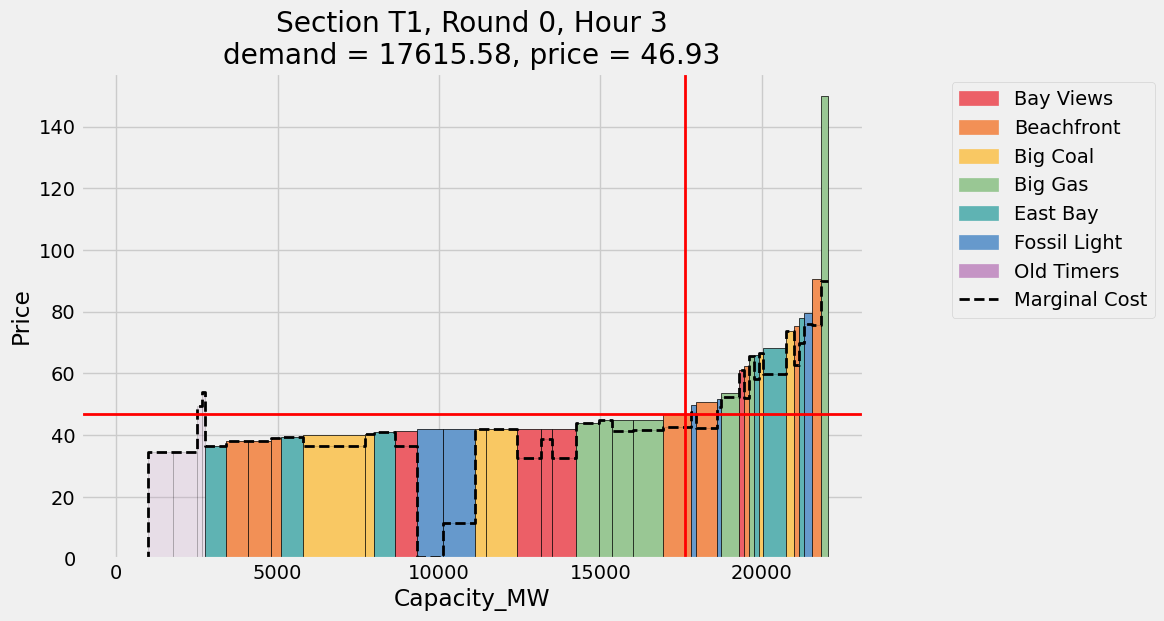 Section T1, Round 0, Hour 3
demand = 17615.58, price = 46.93
Price
140
120
100
80
60
40
20
0
0
5000
10000
15000
20000
Capacity_MW
Bay Views
Beachfront
Big Coal
Big Gas
East Bay
Fossil Light
Old Timers
Marginal Cost